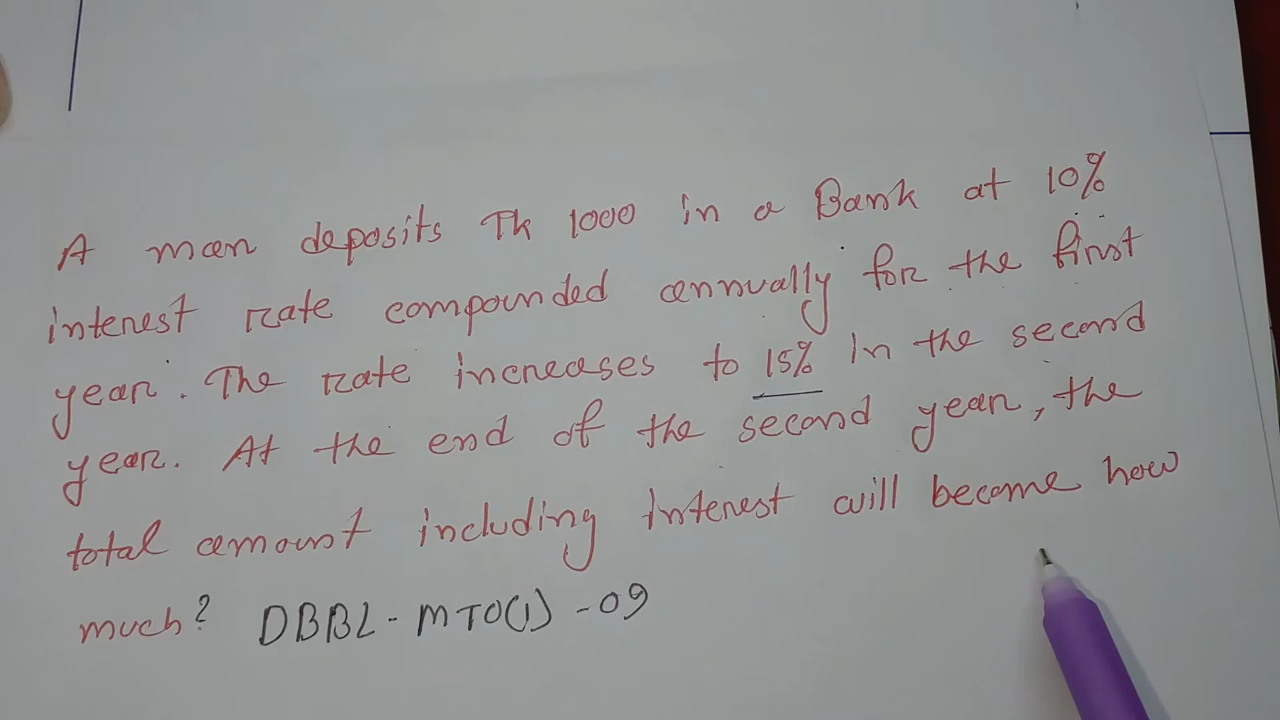 A man deposits Tk 1000 in a Bank at 10%
interest rate compounded annually for the first
year. The rate increases to 15% in the second
year. At the end of the second year, the
total amount including interest will become how
much? DBBL - MTO(1) - 09